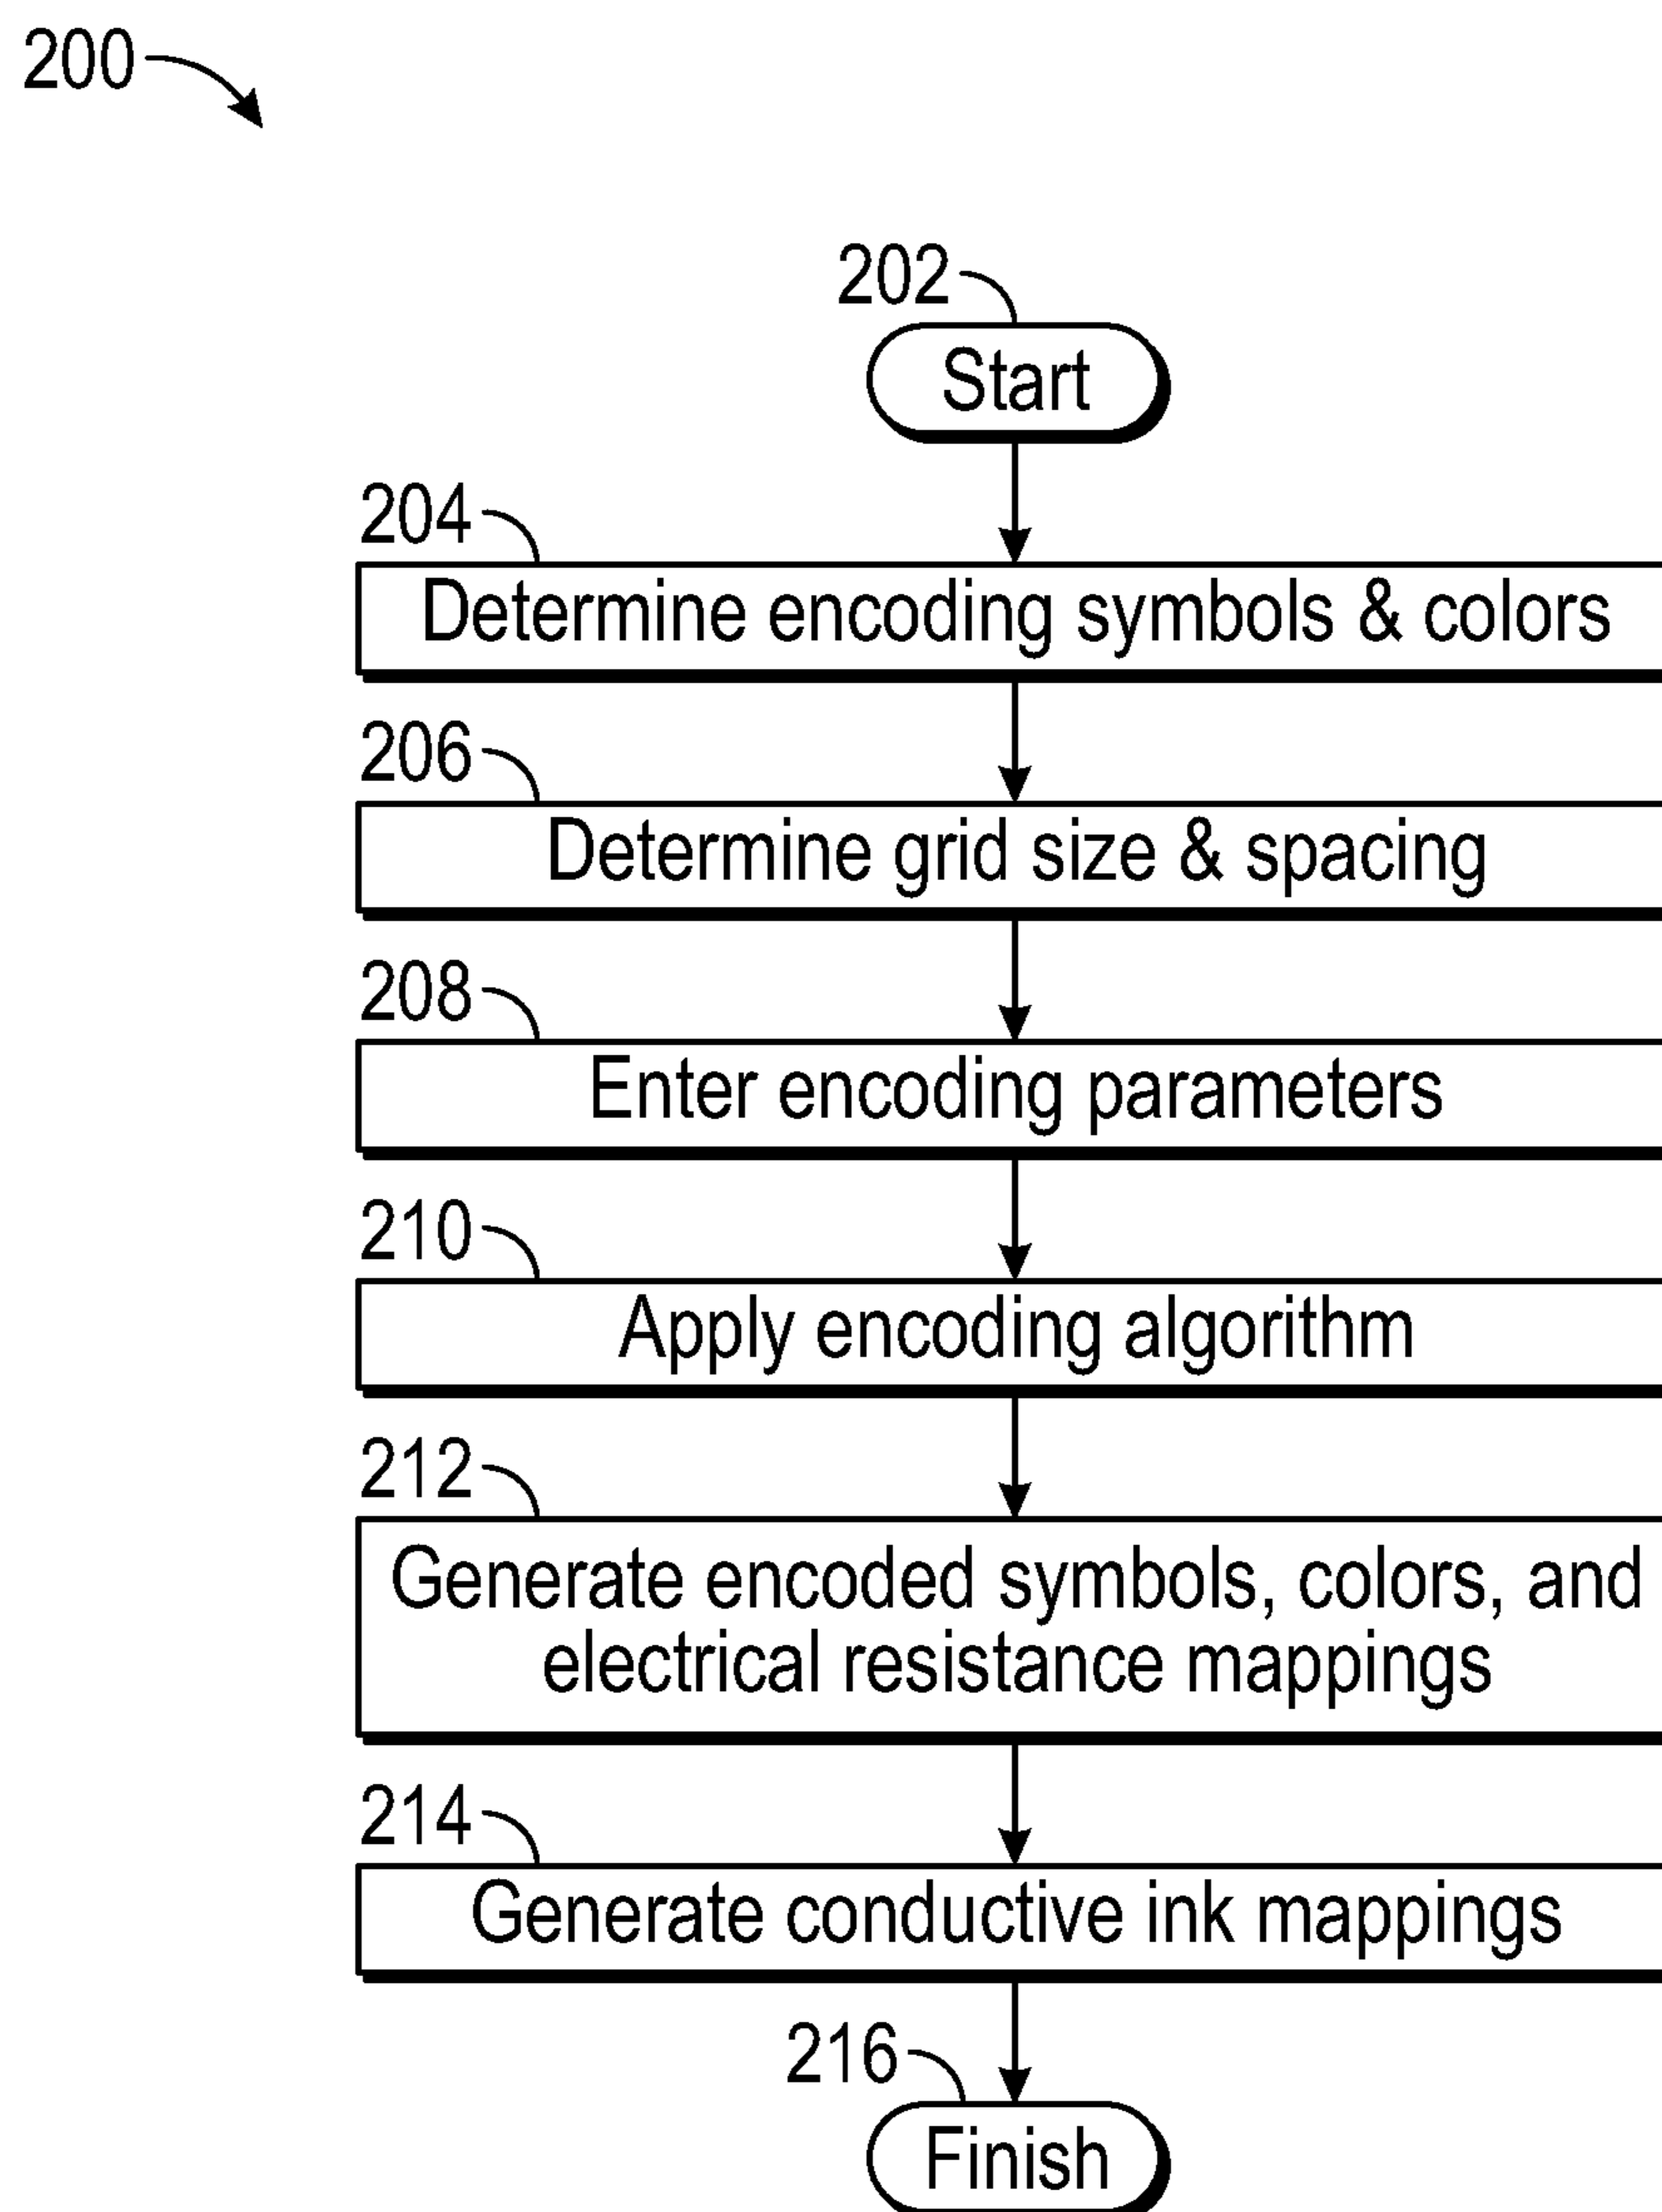 200
202
Start
204
Determine encoding symbols & colors
206
Determine grid size & spacing
208
Enter encoding parameters
210
Apply encoding algorithm
212
Generate encoded symbols, colors, and
electrical resistance mappings
214
Generate conductive ink mappings
216
Finish